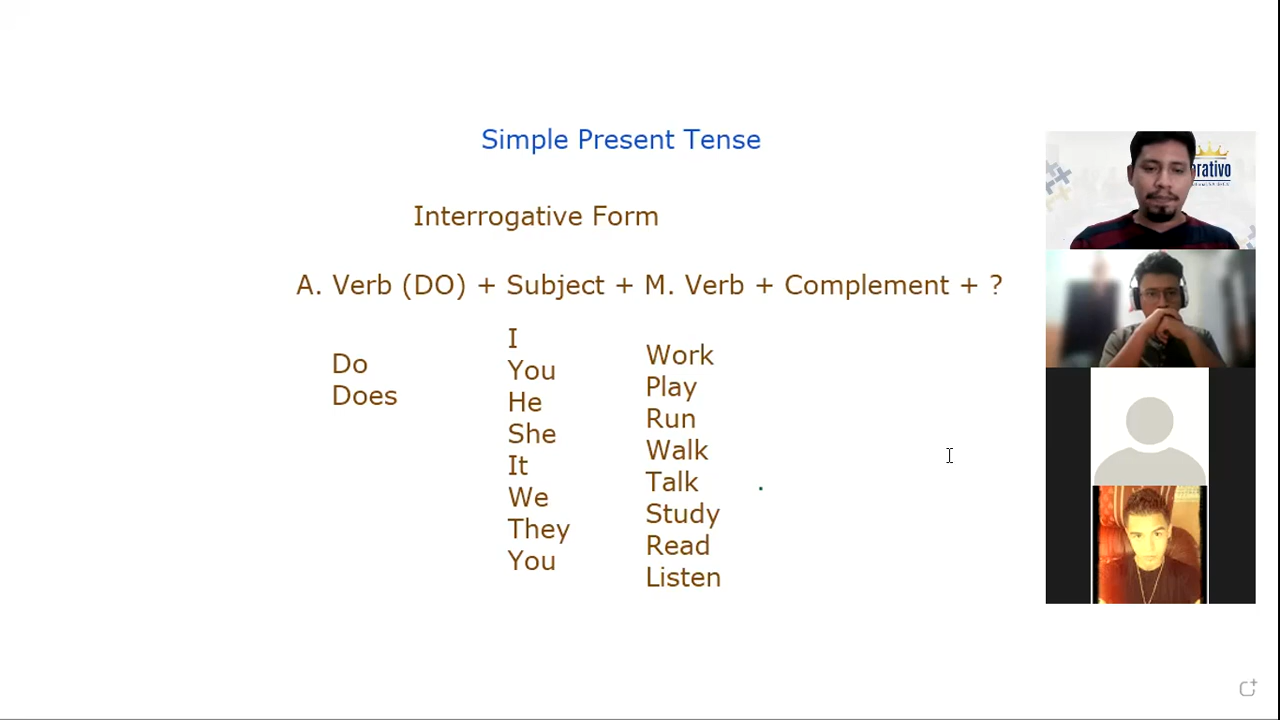 Simple Present Tense
Interrogative Form
A. Verb (DO) + Subject + M. Verb + Complement + ?
Do
Does
I
You
He
She
It
We
They
You
Work
Play
Run
Walk
Talk
Study
Read
Listen